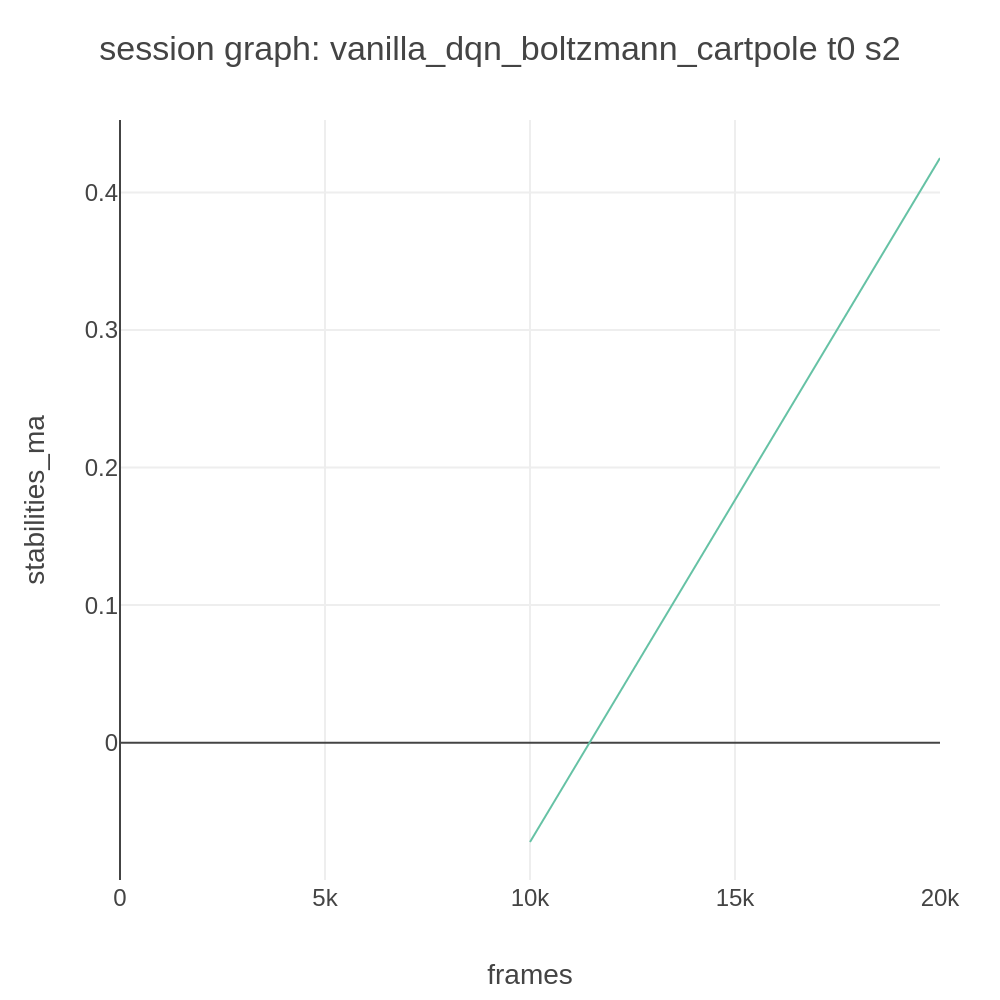 session graph: vanilla_dqn_boltzmann_cartpole t0 s2
stabilities_ma
0.4
0.3
0.2
0.1
0
0 5k 10k 15k 20k
frames